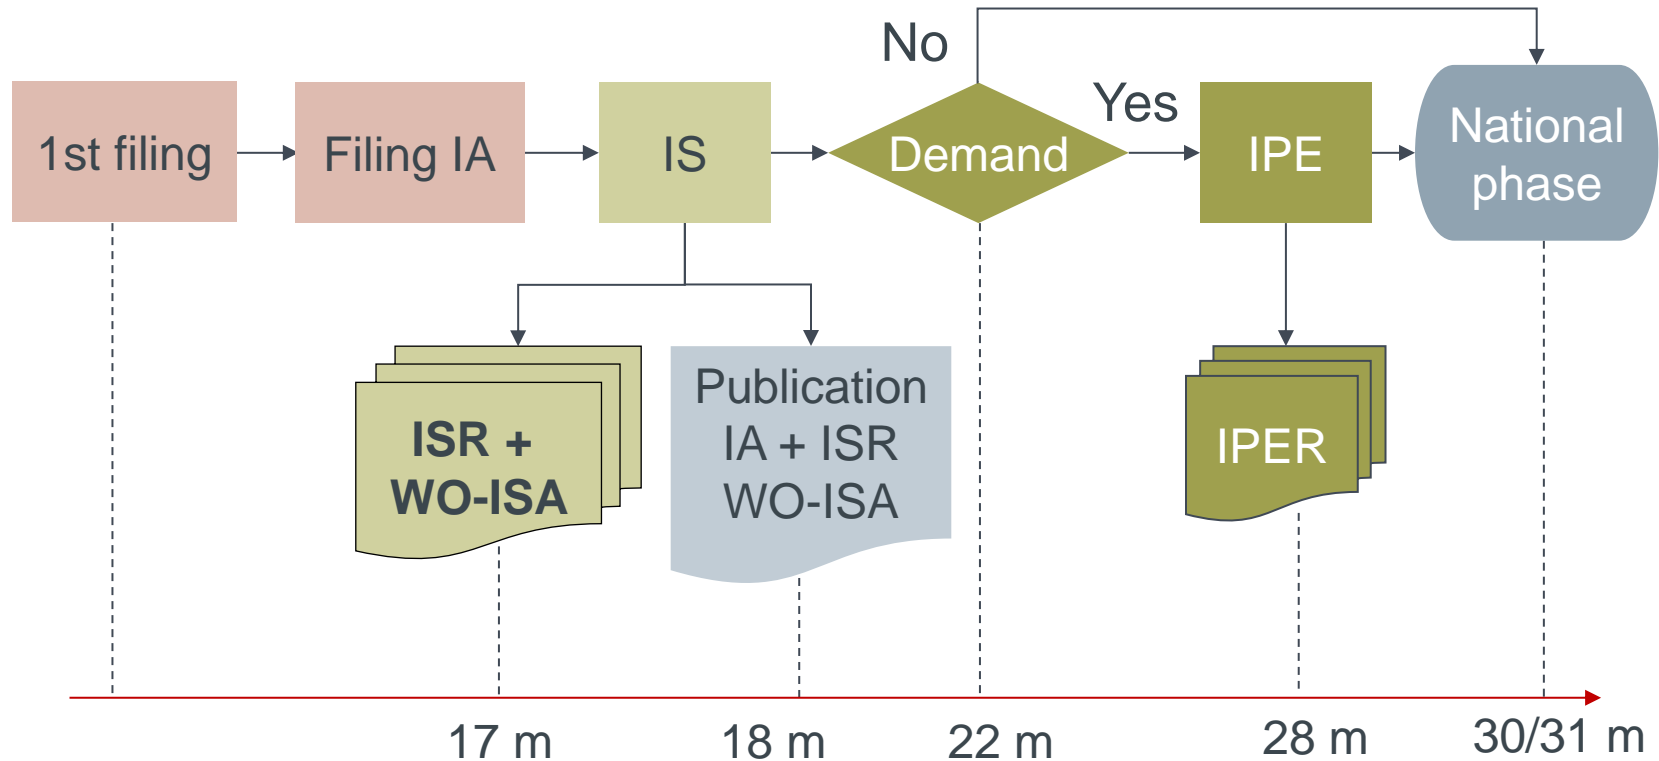 No
Yes
1st filing
Filing IA
IS
Demand
IPE
National
phase
ISR +
WO-ISA
Publication
IA + ISR
WO-ISA
IPER
17 m
18 m
22 m
28 m
30/31 m